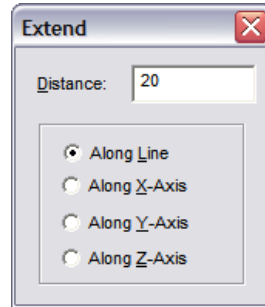 Extend
Distance: 20
Along Line
Along X-Axis
Along Y-Axis
Along Z-Axis